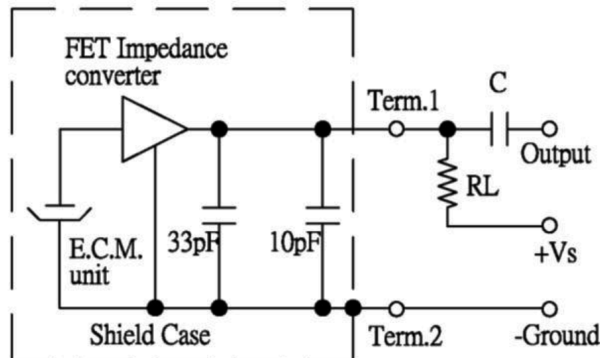 FET Impedance
converter
Term.1
C
Output
RL
+Vs
E.C.M.
unit
33pF
10pF
Shield Case
Term.2
-Ground